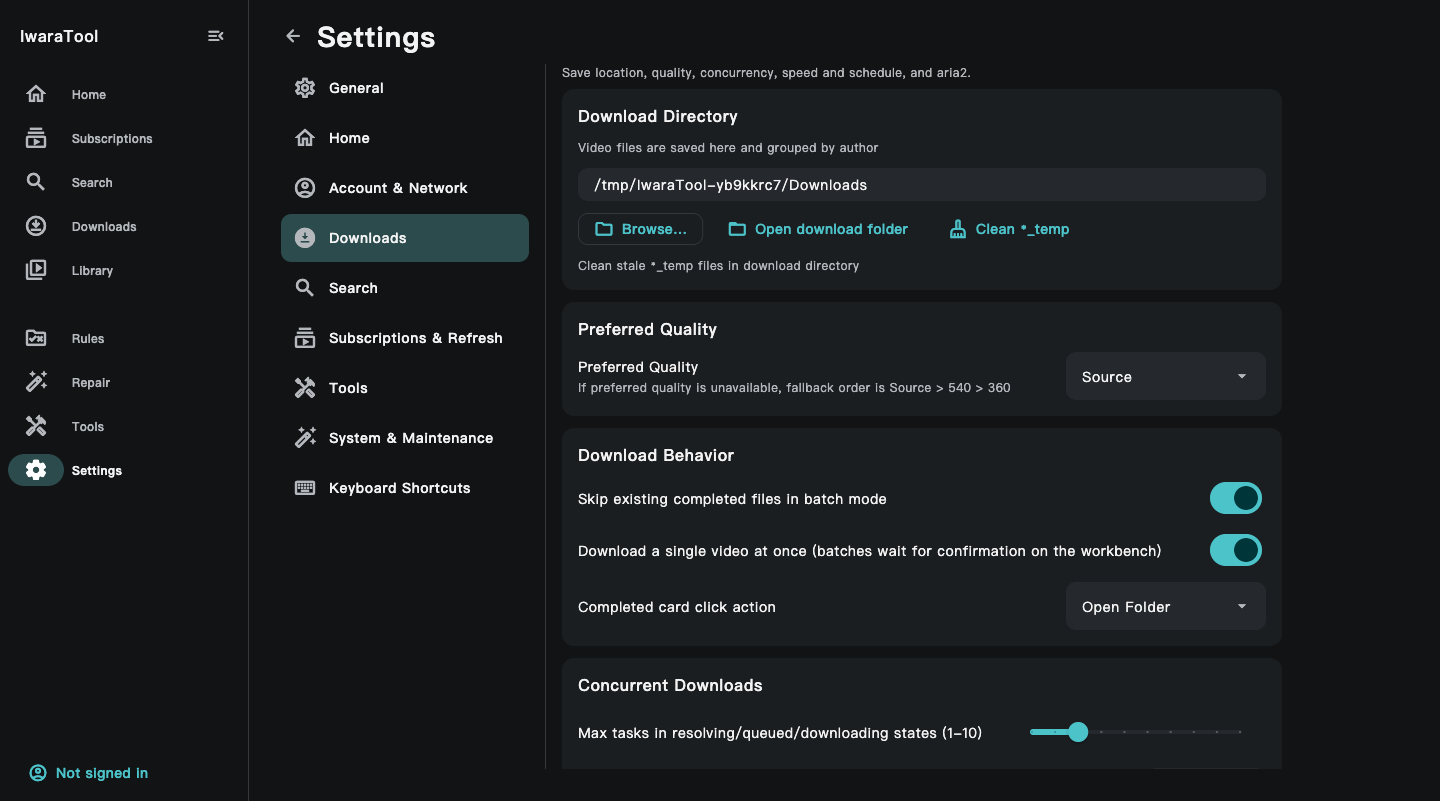 IwaraTool
Home
Subscriptions
Search
Downloads
Library
Rules
Repair
Tools
Settings
Not signed in
Settings
General
Home
Account & Network
Downloads
Search
Subscriptions & Refresh
Tools
System & Maintenance
Keyboard Shortcuts
Save location, quality, concurrency, speed and schedule, and aria2.
Download Directory
Video files are saved here and grouped by author
/tmp/IwaraTool-yb9kkrc7/Downloads
Browse...
Open download folder
Clean *_temp
Clean stale *_temp files in download directory
Preferred Quality
Preferred Quality
If preferred quality is unavailable, fallback order is Source > 540 > 360
Source
Download Behavior
Skip existing completed files in batch mode
Download a single video at once (batches wait for confirmation on the workbench)
Completed card click action
Open Folder
Concurrent Downloads
Max tasks in resolving/queued/downloading states (1–10)